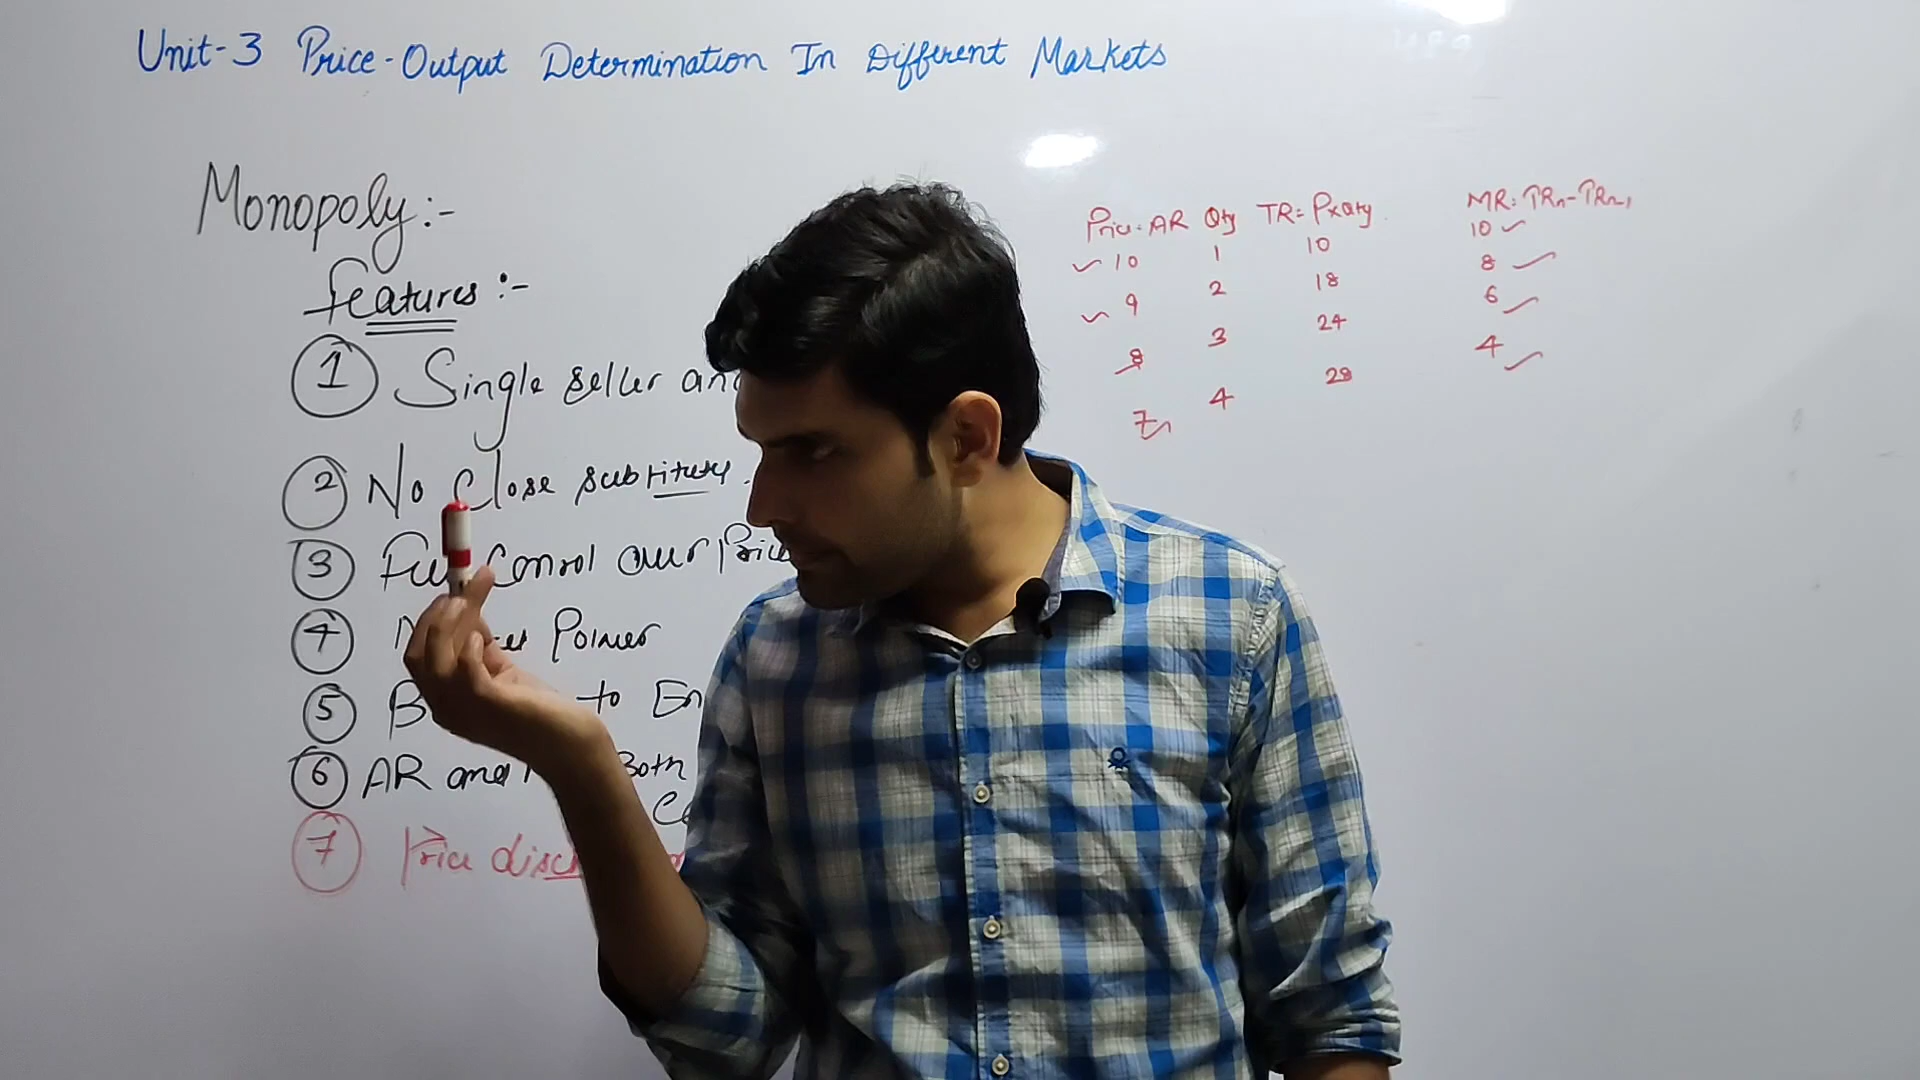 Unit-3 Price-Output Determination In Different Markets
Monopoly:-
features:-
1 Single seller and
2 No Close substitutes.
3 Full Control over Price
4 Power
5 to
6 AR and Both
7 Price
Price=AR Qty TR=PxQty MR=TRn-TRn-1
10 1 10 10
9 2 18 8
8 3 24 6
7 4 28 4